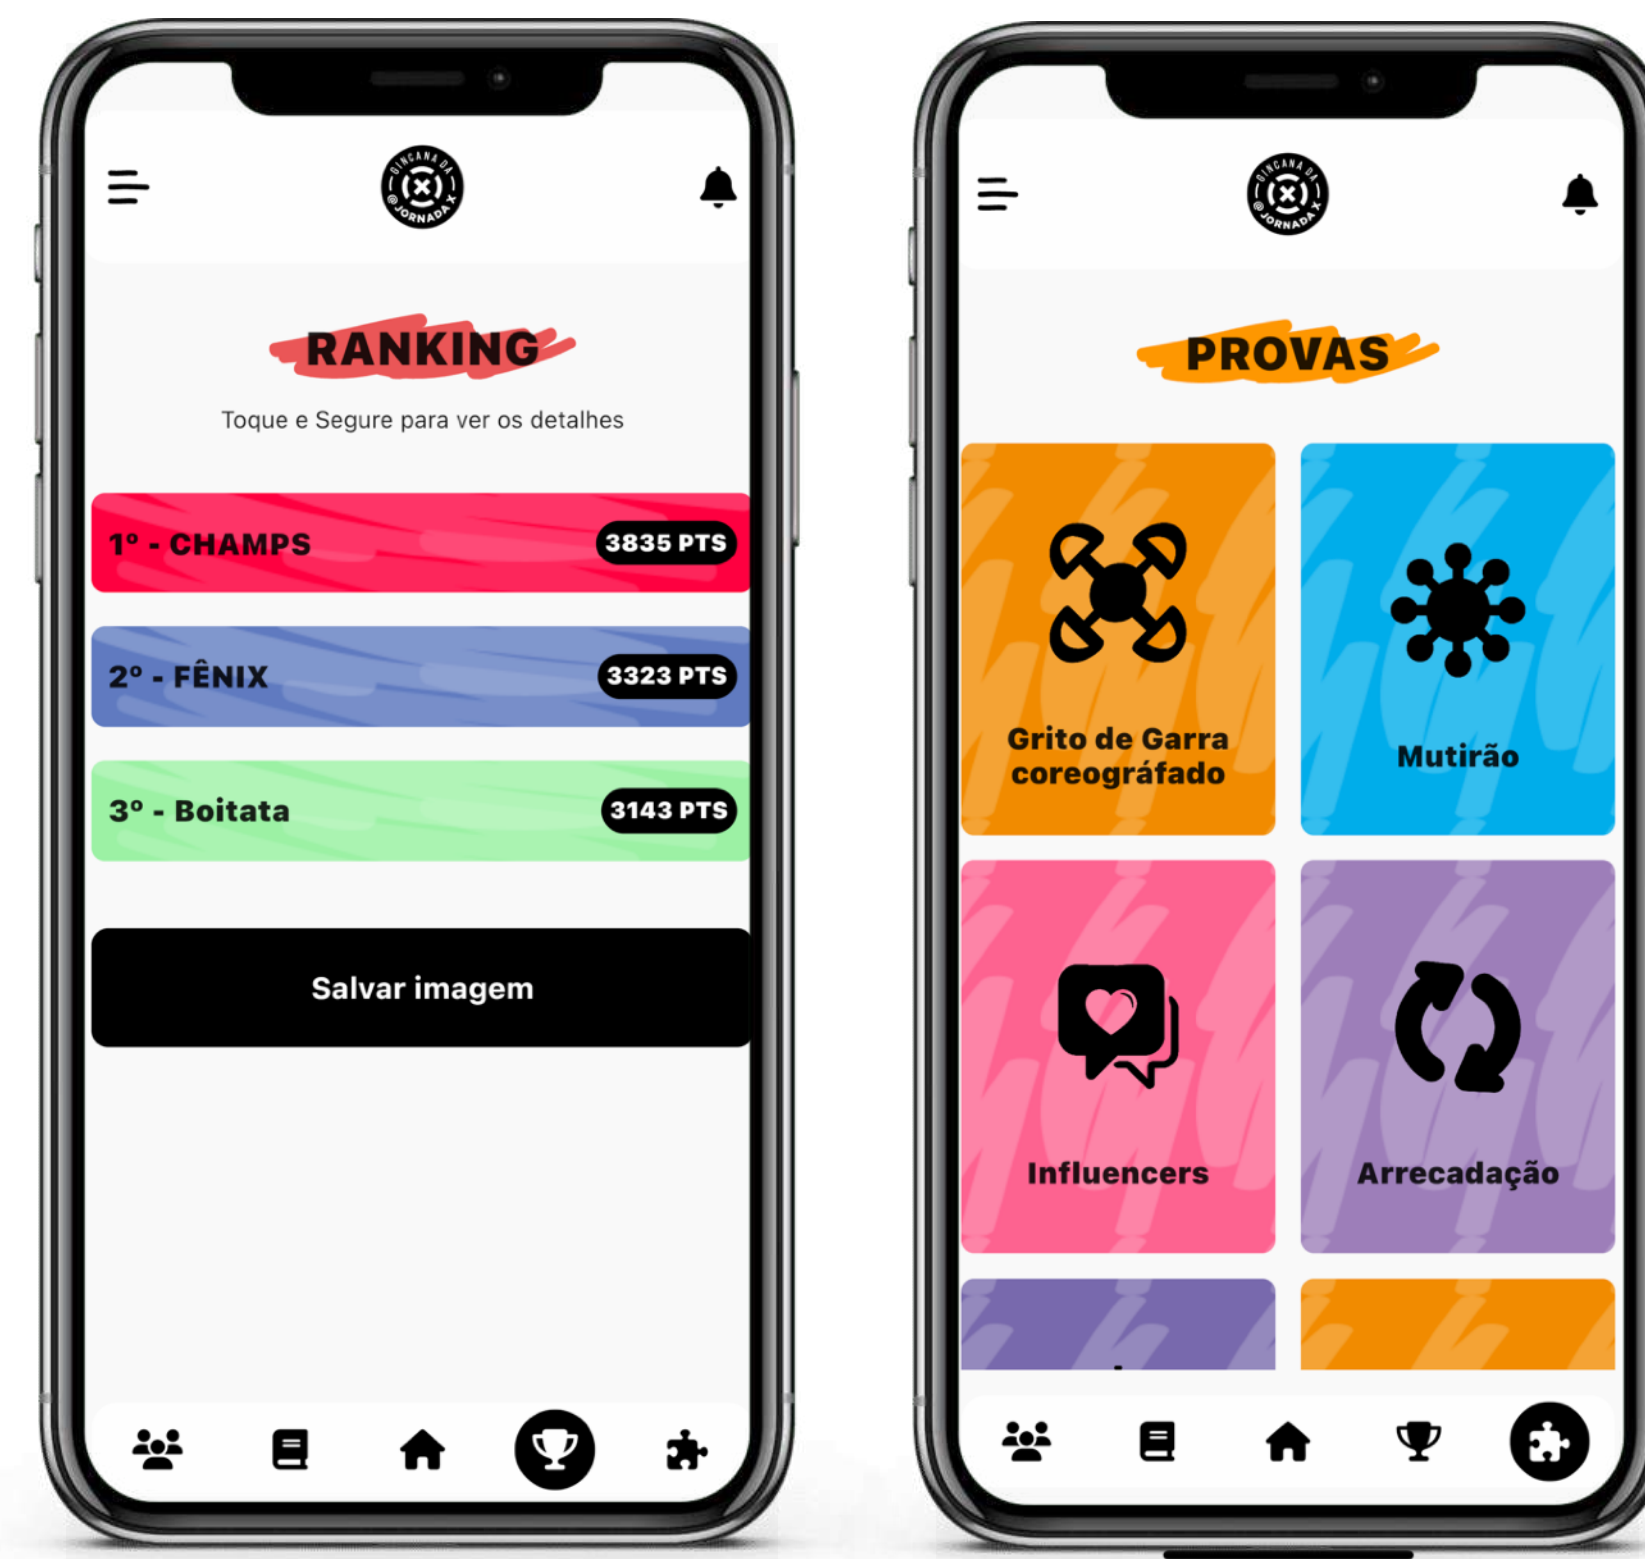 GINCANA DA
@JORNADA X
RANKING
Toque e Segure para ver os detalhes
1º - CHAMPS
3835 PTS
2º - FÊNIX
3323 PTS
3º - Boitata
3143 PTS
Salvar imagem
GINCANA DA
@JORNADA X
PROVAS
Grito de Garra
coreográfado
Mutirão
Influencers
Arrecadação